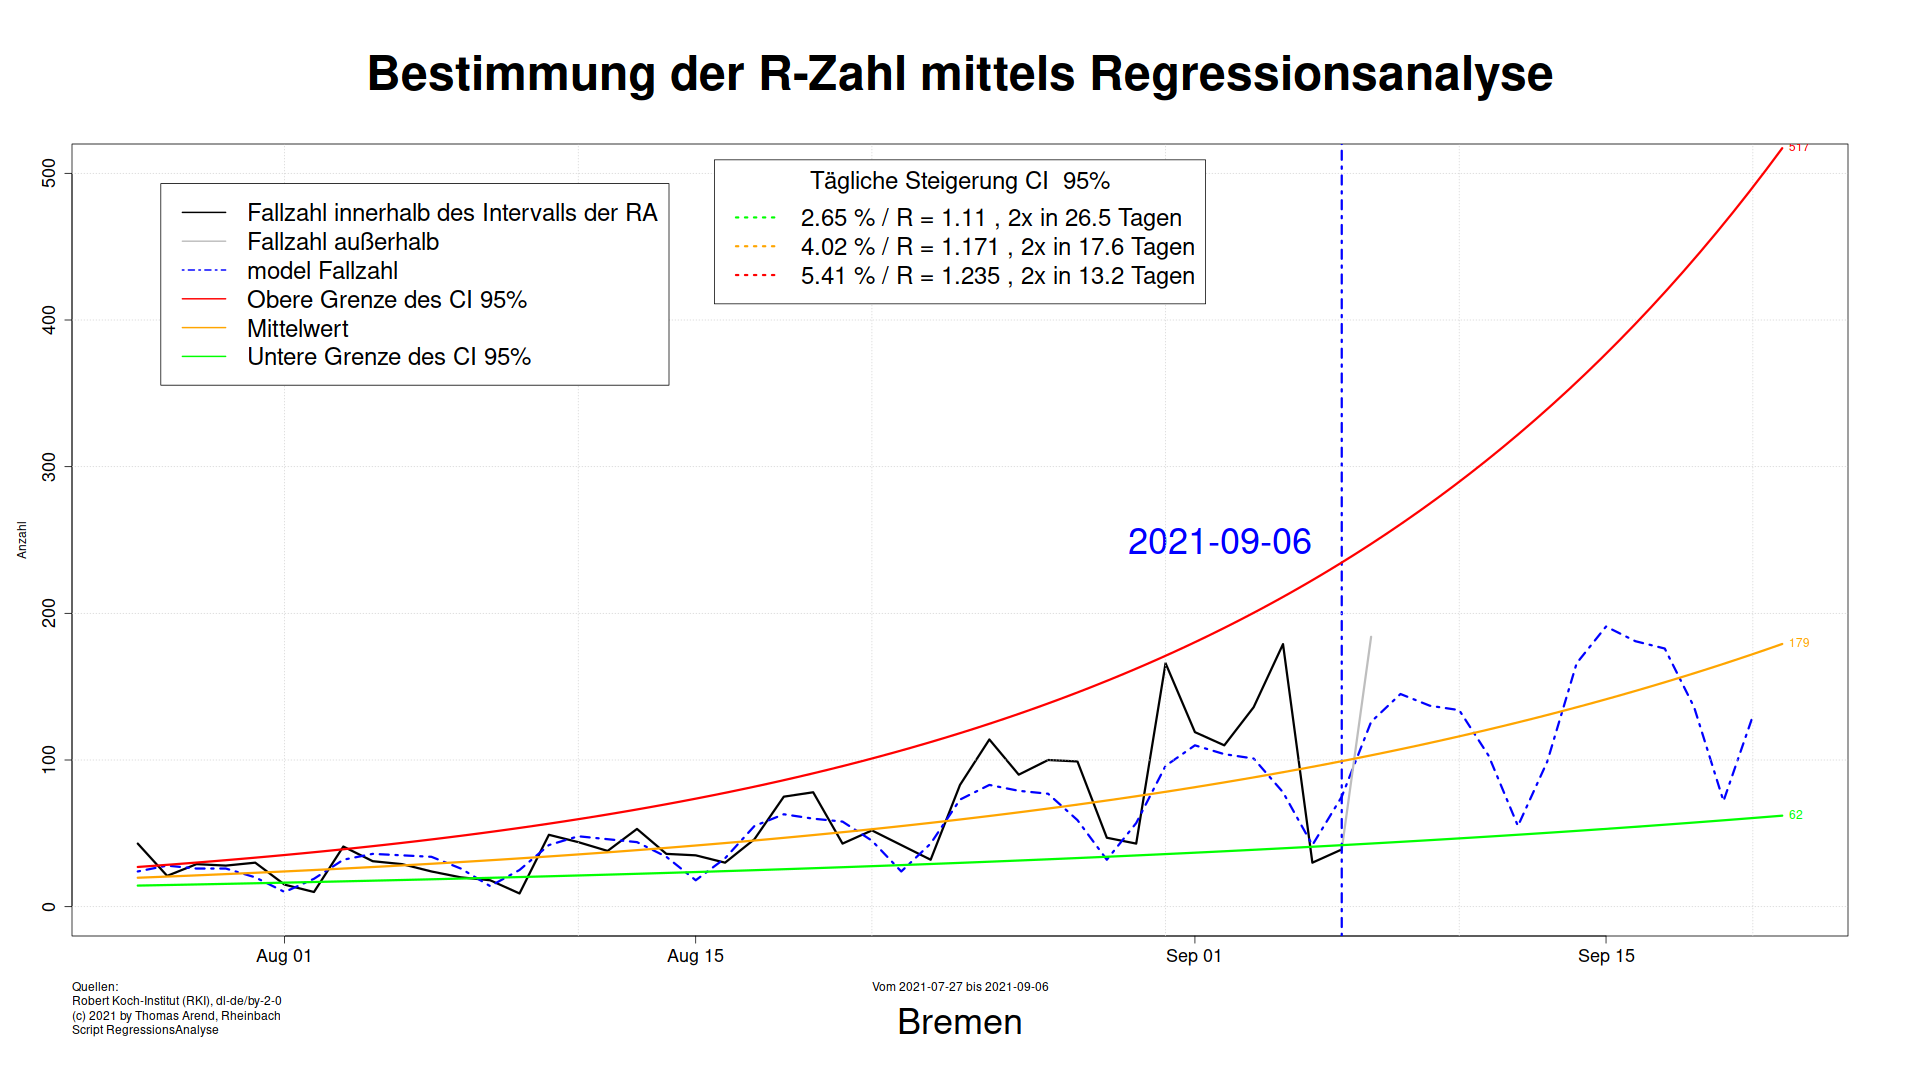 Bestimmung der R-Zahl mittels Regressionsanalyse
Fallzahl innerhalb des Intervalls der RA
Fallzahl außerhalb
model Fallzahl
Obere Grenze des CI 95%
Mittelwert
Untere Grenze des CI 95%
Tägliche Steigerung CI  95%
2.65 % / R = 1.11 , 2x in 26.5 Tagen
4.02 % / R = 1.171 , 2x in 17.6 Tagen
5.41 % / R = 1.235 , 2x in 13.2 Tagen
517
500
400
300
200
100
0
Anzahl
2021-09-06
179
62
Aug 01
Aug 15
Sep 01
Sep 15
Quellen:
Robert Koch-Institut (RKI), dl-de/by-2-0
(c) 2021 by Thomas Arend, Rheinbach
Script RegressionsAnalyse
Vom 2021-07-27 bis 2021-09-06
Bremen